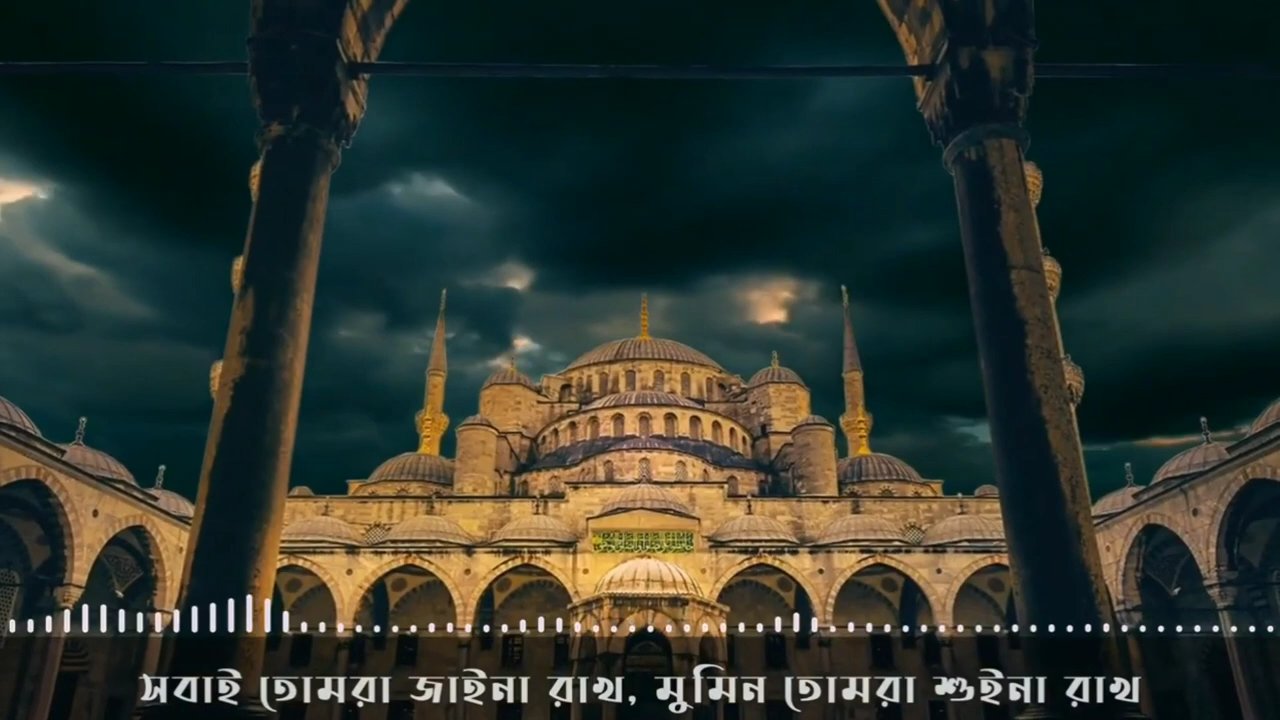 সবাই তোমরা জাইনা রাখ, মুমিন তোমরা শুইনা রাখ